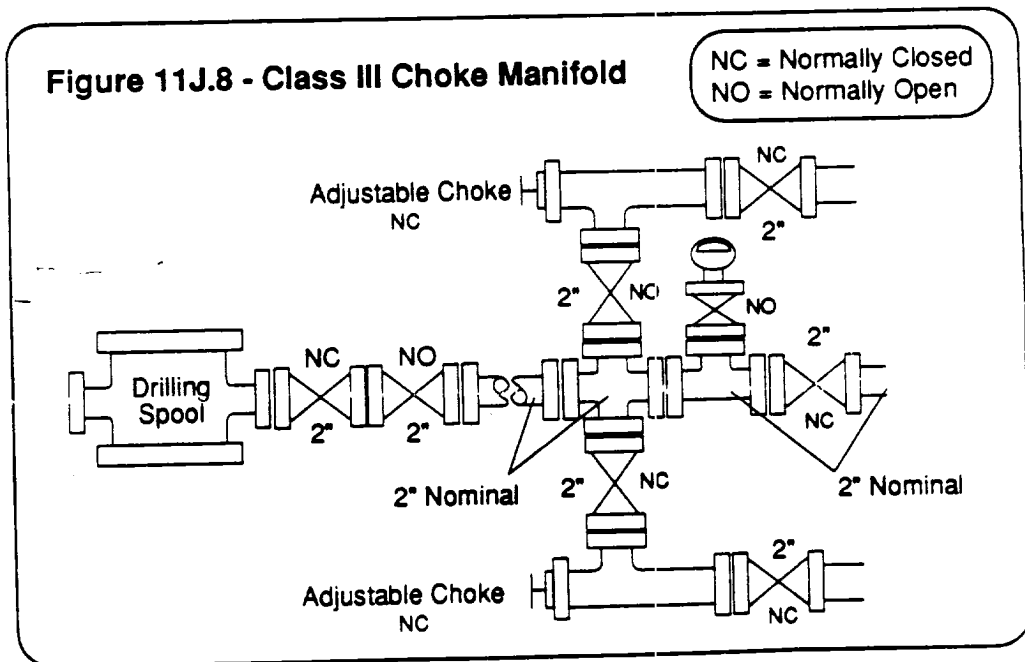 Figure 11J.8 - Class III Choke Manifold
NC = Normally Closed
NO = Normally Open
Adjustable Choke
NC
NC
2"
2"
NO
NO
Drilling
Spool
NC
NO
2"
2"
2"
NC
2" Nominal
2"
NC
2" Nominal
Adjustable Choke
NC
2"
NC